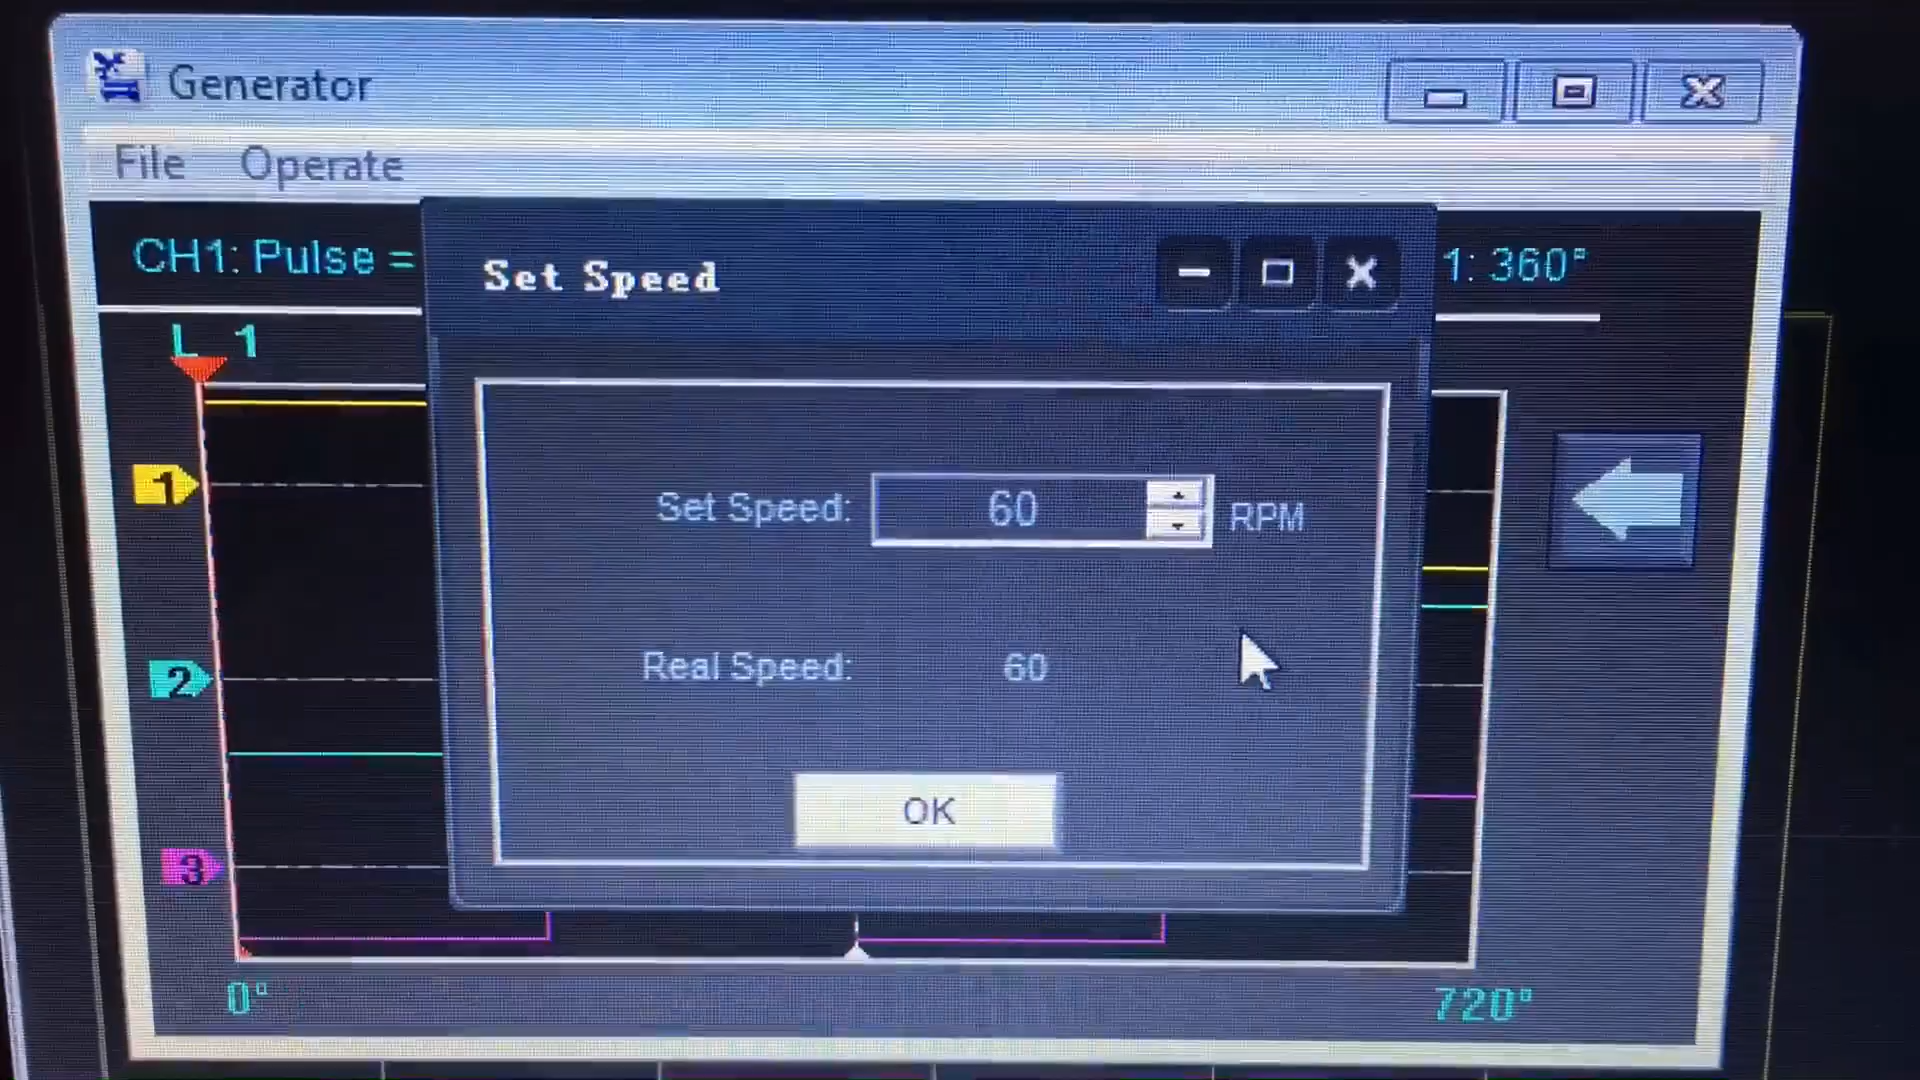 Generator
File Operate
CH1: Pulse =
1: 360°
Set Speed
L 1
1
Set Speed: 60 RPM
2
Real Speed: 60
OK
3
0°
720°